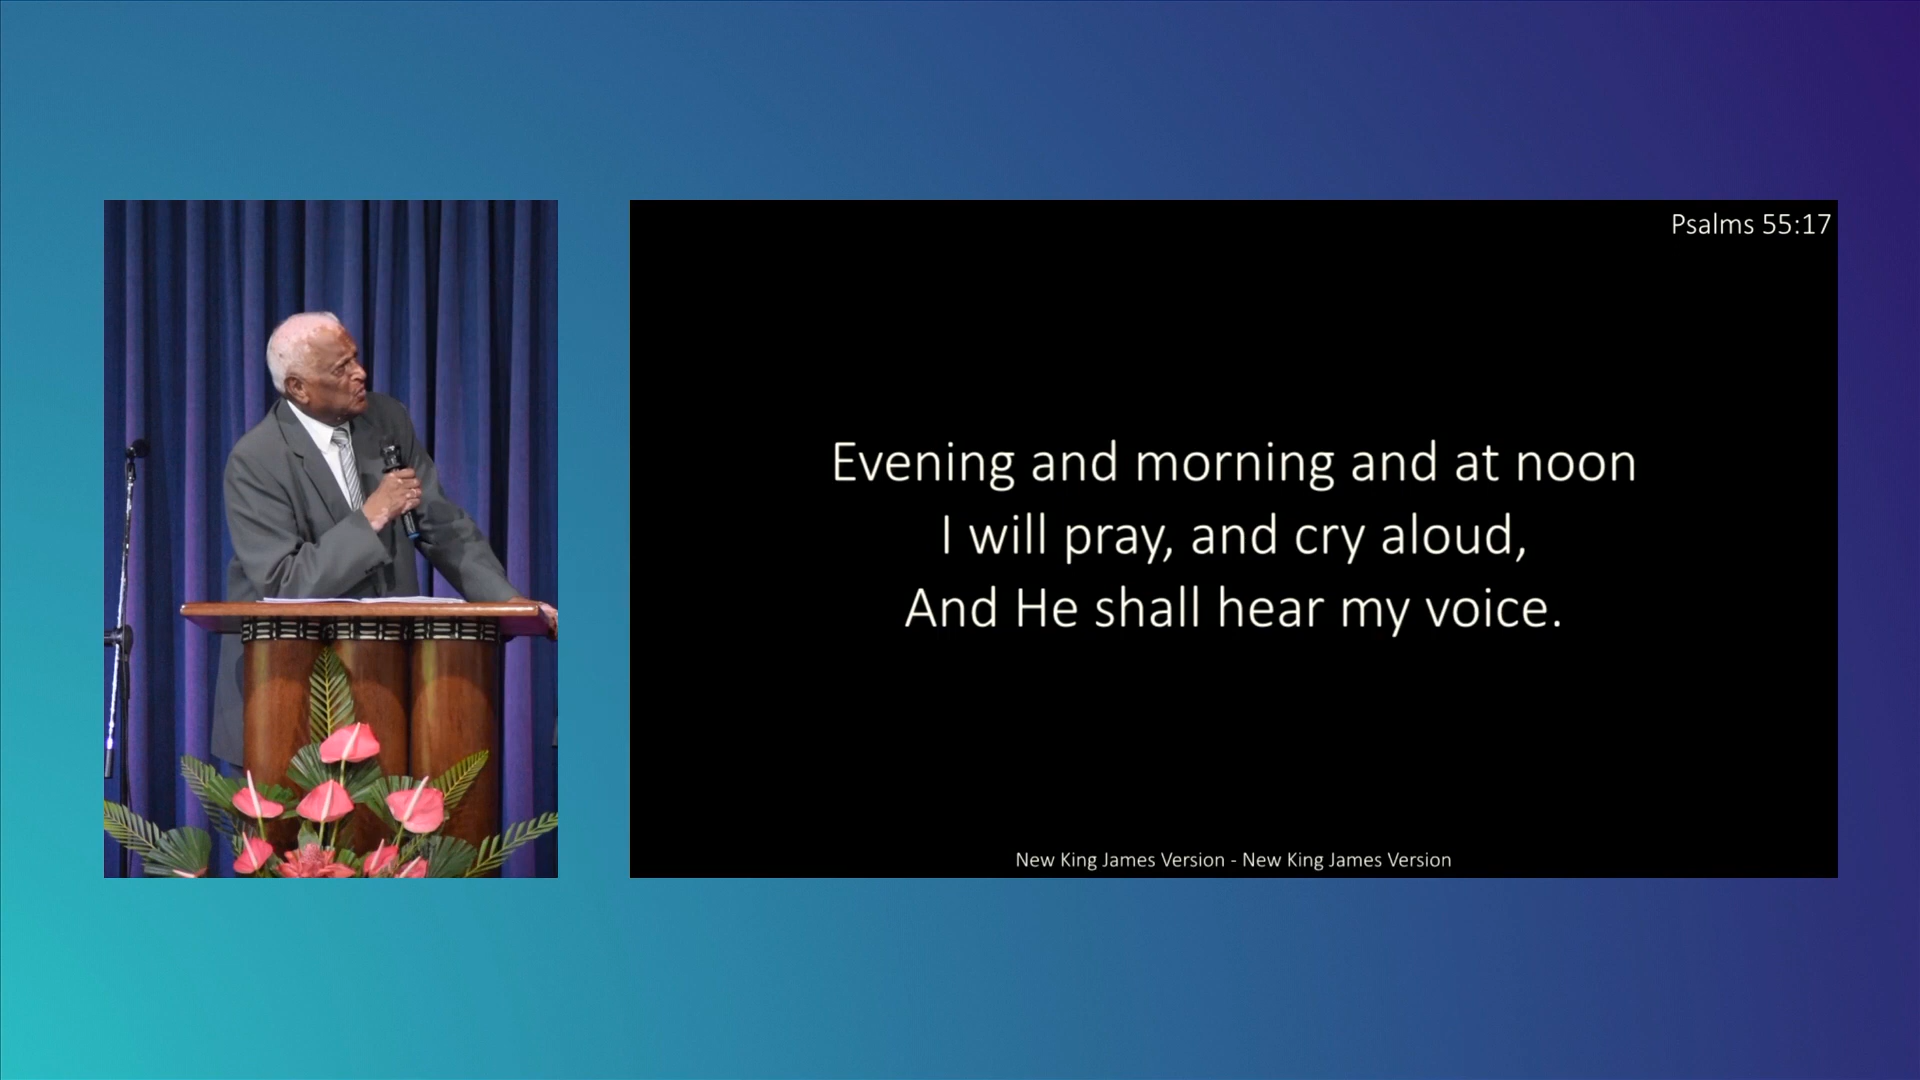 Psalms 55:17
Evening and morning and at noon
I will pray, and cry aloud,
And He shall hear my voice.
New King James Version - New King James Version